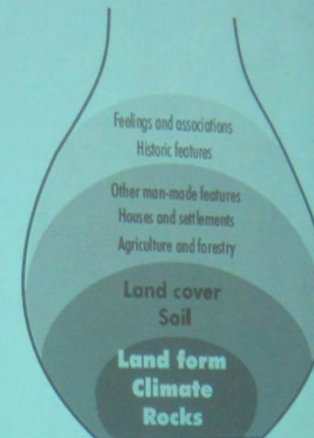 Feelings and associations
Historic features
Other man-made features
Houses and settlements
Agriculture and forestry
Land cover
Soil
Land form
Climate
Rocks